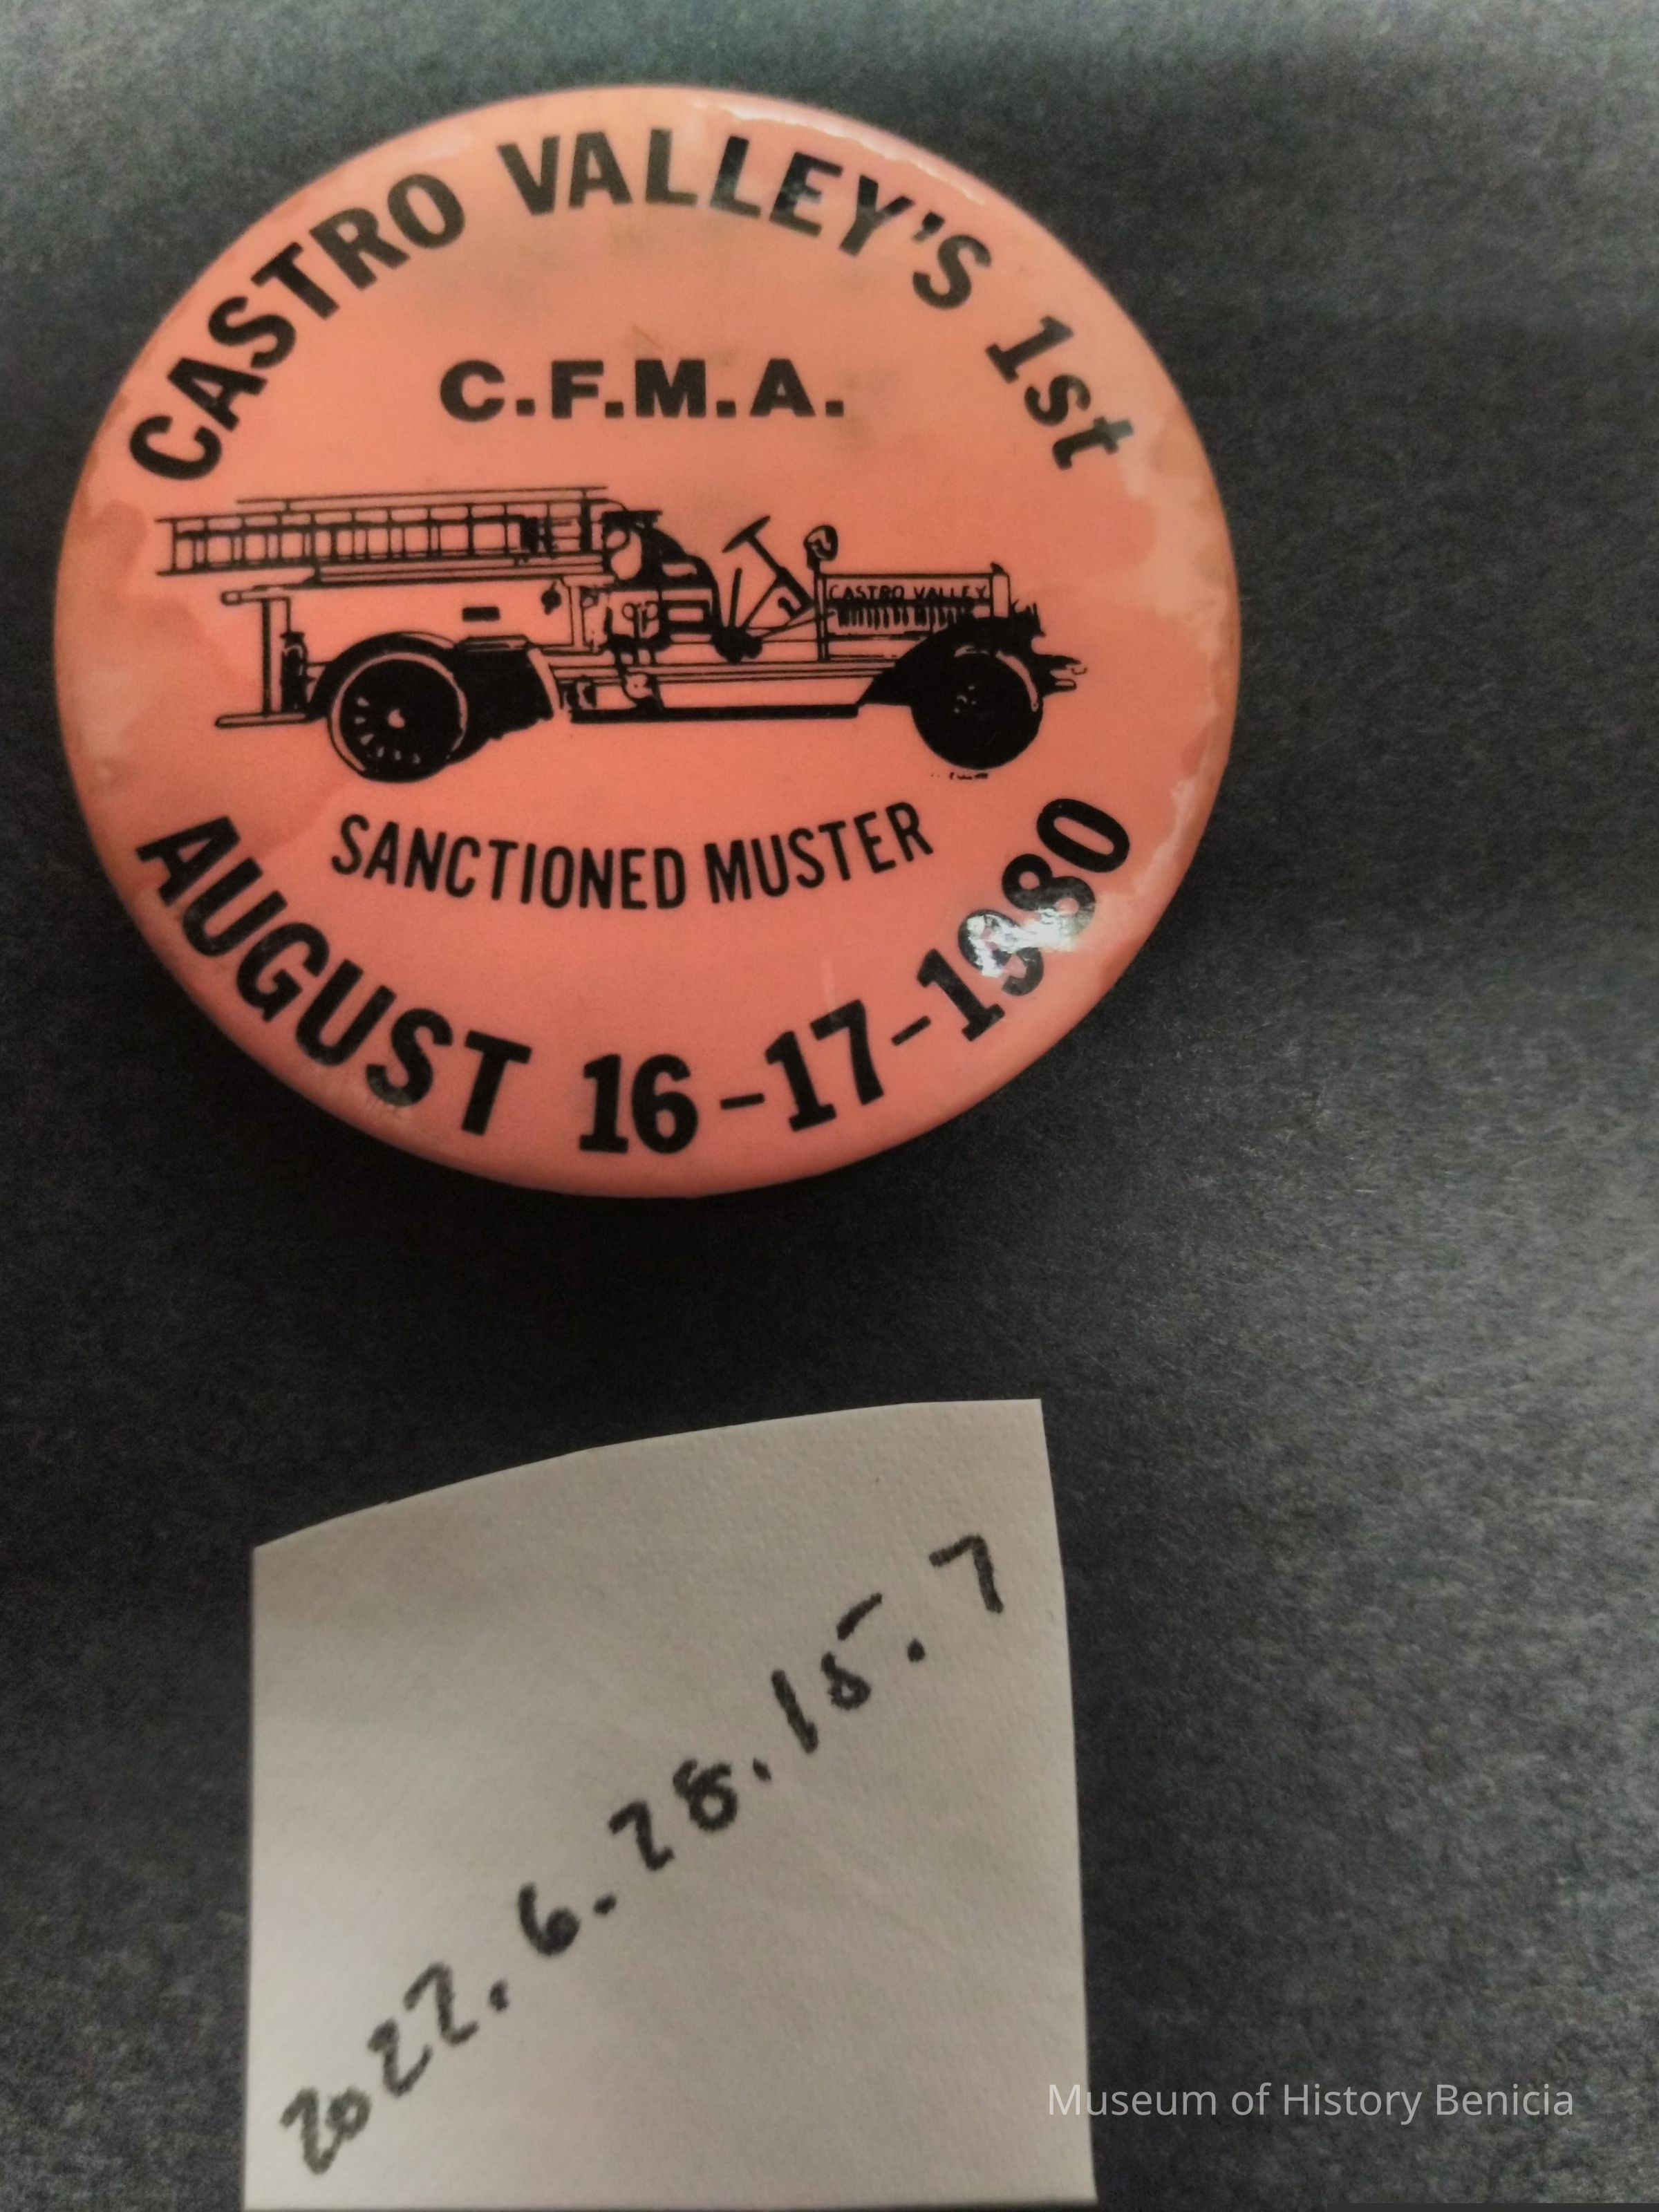 CASTRO VALLEY'S 1st
C.F.M.A.
CASTRO VALLEY
SANCTIONED MUSTER
AUGUST 16-17-1980
2022.6.28.15.7
Museum of History Benicia